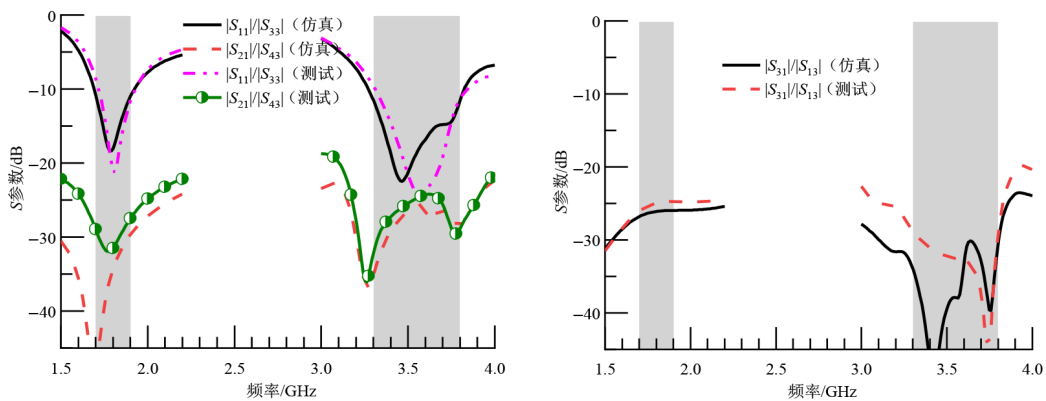 |S₁₁|/|S₃₃|（仿真）
|S₂₁|/|S₄₃|（仿真）
|S₁₁|/|S₃₃|（测试）
|S₂₁|/|S₄₃|（测试）
0
−10
−20
−30
−40
S参数/dB
1.5 2.0 2.5 3.0 3.5 4.0
频率/GHz
|S₃₁|/|S₁₃|（仿真）
|S₃₁|/|S₁₃|（测试）
0
−10
−20
−30
−40
S参数/dB
1.5 2.0 2.5 3.0 3.5 4.0
频率/GHz